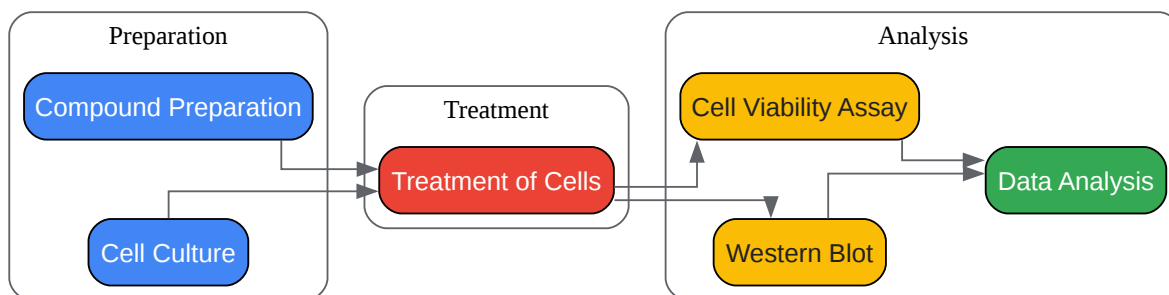 Preparation
Compound Preparation
Cell Culture
Treatment
Treatment of Cells
Analysis
Cell Viability Assay
Western Blot
Data Analysis